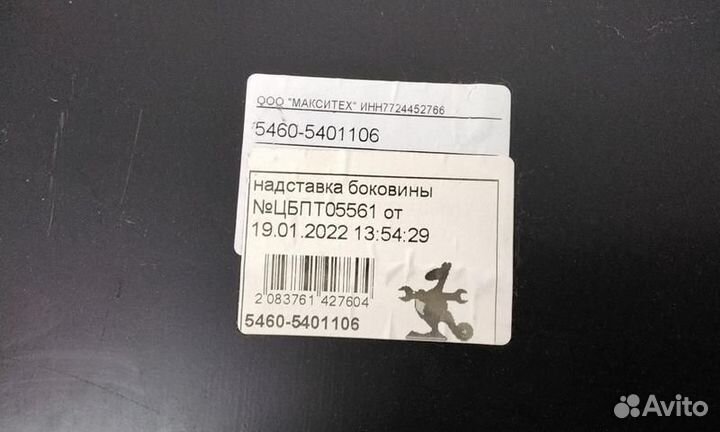 ООО "МАКСИТЕХ" ИНН7724452766
5460-5401106
надставка боковины
№ЦБПТ05561 от
19.01.2022 13:54:29
2 083761 427604
5460-5401106
Avito